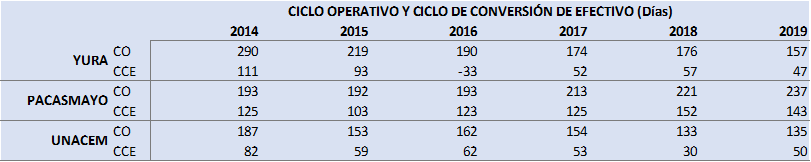 CICLO OPERATIVO Y CICLO DE CONVERSIÓN DE EFECTIVO (Días)
2014 2015 2016 2017 2018 2019
YURA CO 290 219 190 174 176 157
CCE 111 93 -33 52 57 47
PACASMAYO CO 193 192 193 213 221 237
CCE 125 103 123 125 152 143
UNACEM CO 187 153 162 154 133 135
CCE 82 59 62 53 30 50